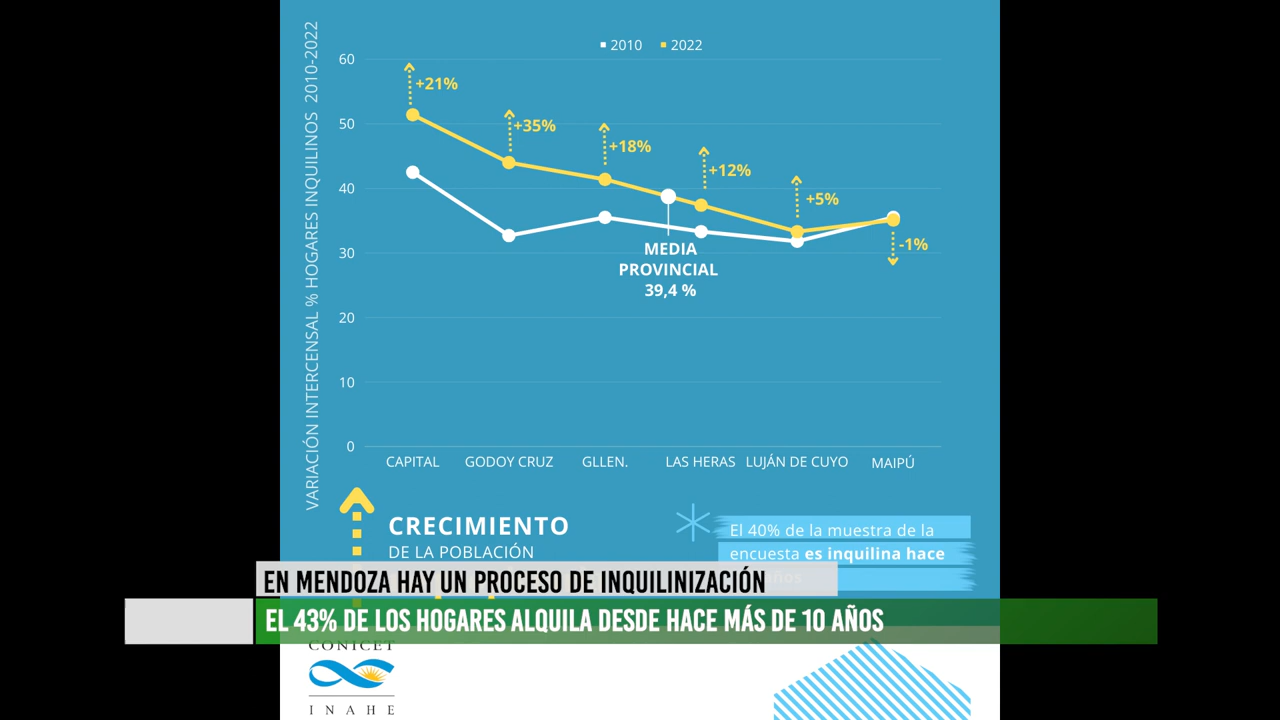 VARIACIÓN INTERCENSAL % HOGARES INQUILINOS 2010-2022
2010
2022
60
50
40
30
20
10
0
+21%
+35%
+18%
+12%
+5%
-1%
MEDIA
PROVINCIAL
39,4 %
CAPITAL
GODOY CRUZ
GLLEN.
LAS HERAS
LUJÁN DE CUYO
MAIPÚ
CRECIMIENTO
DE LA POBLACIÓN
El 40% de la muestra de la
encuesta es inquilina hace
años
EN MENDOZA HAY UN PROCESO DE INQUILINIZACIÓN
EL 43% DE LOS HOGARES ALQUILA DESDE HACE MÁS DE 10 AÑOS
CONICET
INAHE